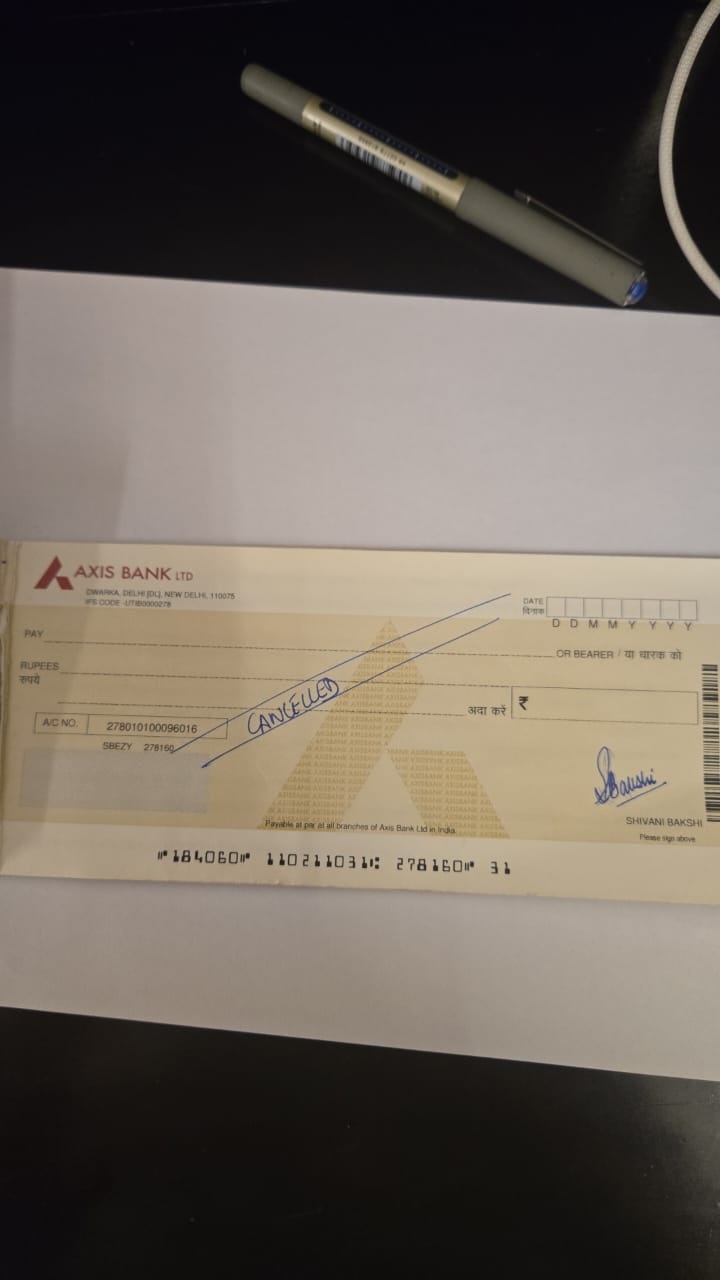 AXIS BANK LTD
DWARKA, DELHI [DL], NEW DELHI, 110075
IFS CODE -UTIB0000278
DATE
दिनांक
D D M M Y Y Y Y
PAY
OR BEARER / या धारक को
RUPEES
रुपये
अदा करें
₹
A/C NO. 278010100096016
CANCELLED
SBEZY 278160
SBakshi
SHIVANI BAKSHI
Please sign above
Payable at par at all branches of Axis Bank Ltd in India.
⑈184060⑈ 110211031⑆ 278160⑈ 31